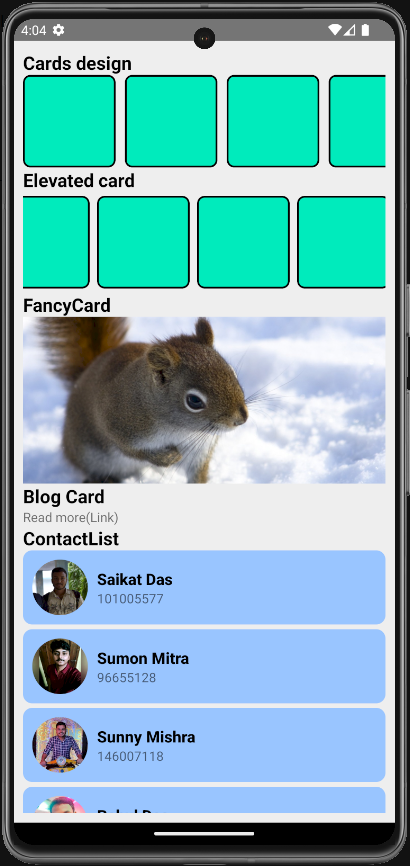 4:04
Cards design
Elevated card
FancyCard
Blog Card
Read more(Link)
ContactList
Saikat Das
101005577
Sumon Mitra
96655128
Sunny Mishra
146007118